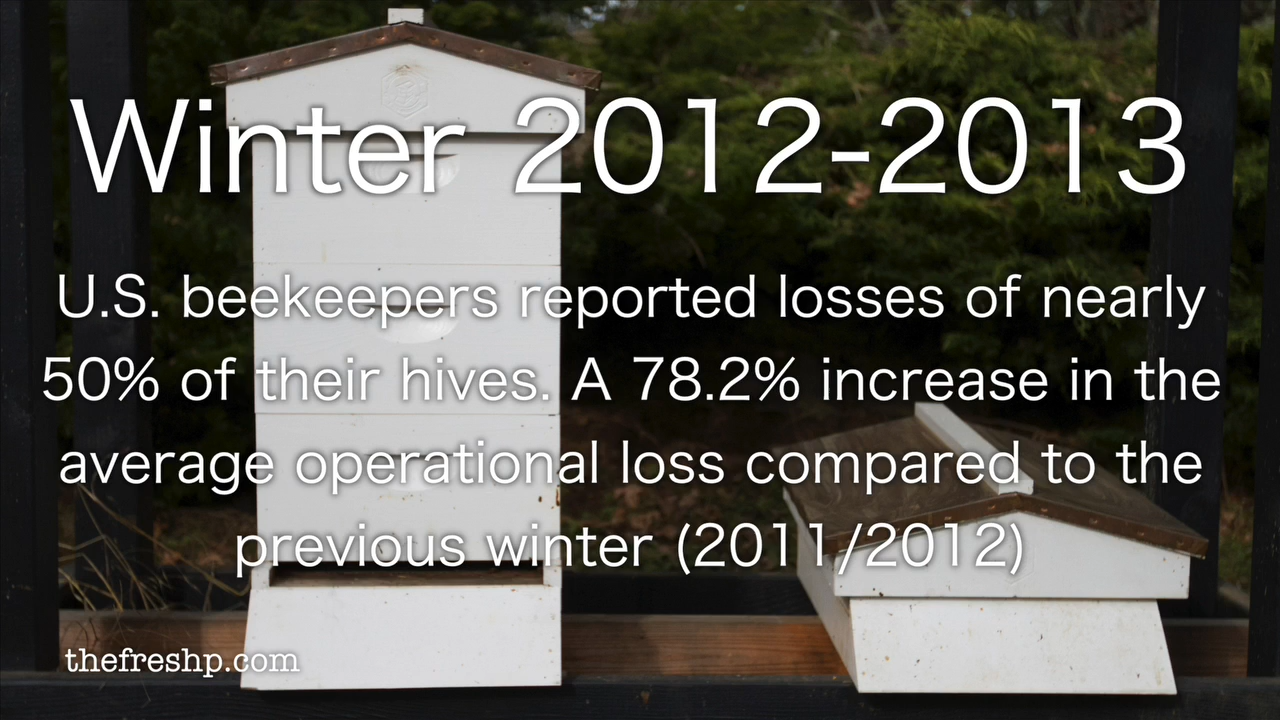 Winter 2012-2013
U.S. beekeepers reported losses of nearly
50% of their hives. A 78.2% increase in the
average operational loss compared to the
previous winter (2011/2012)
thefreshp.com